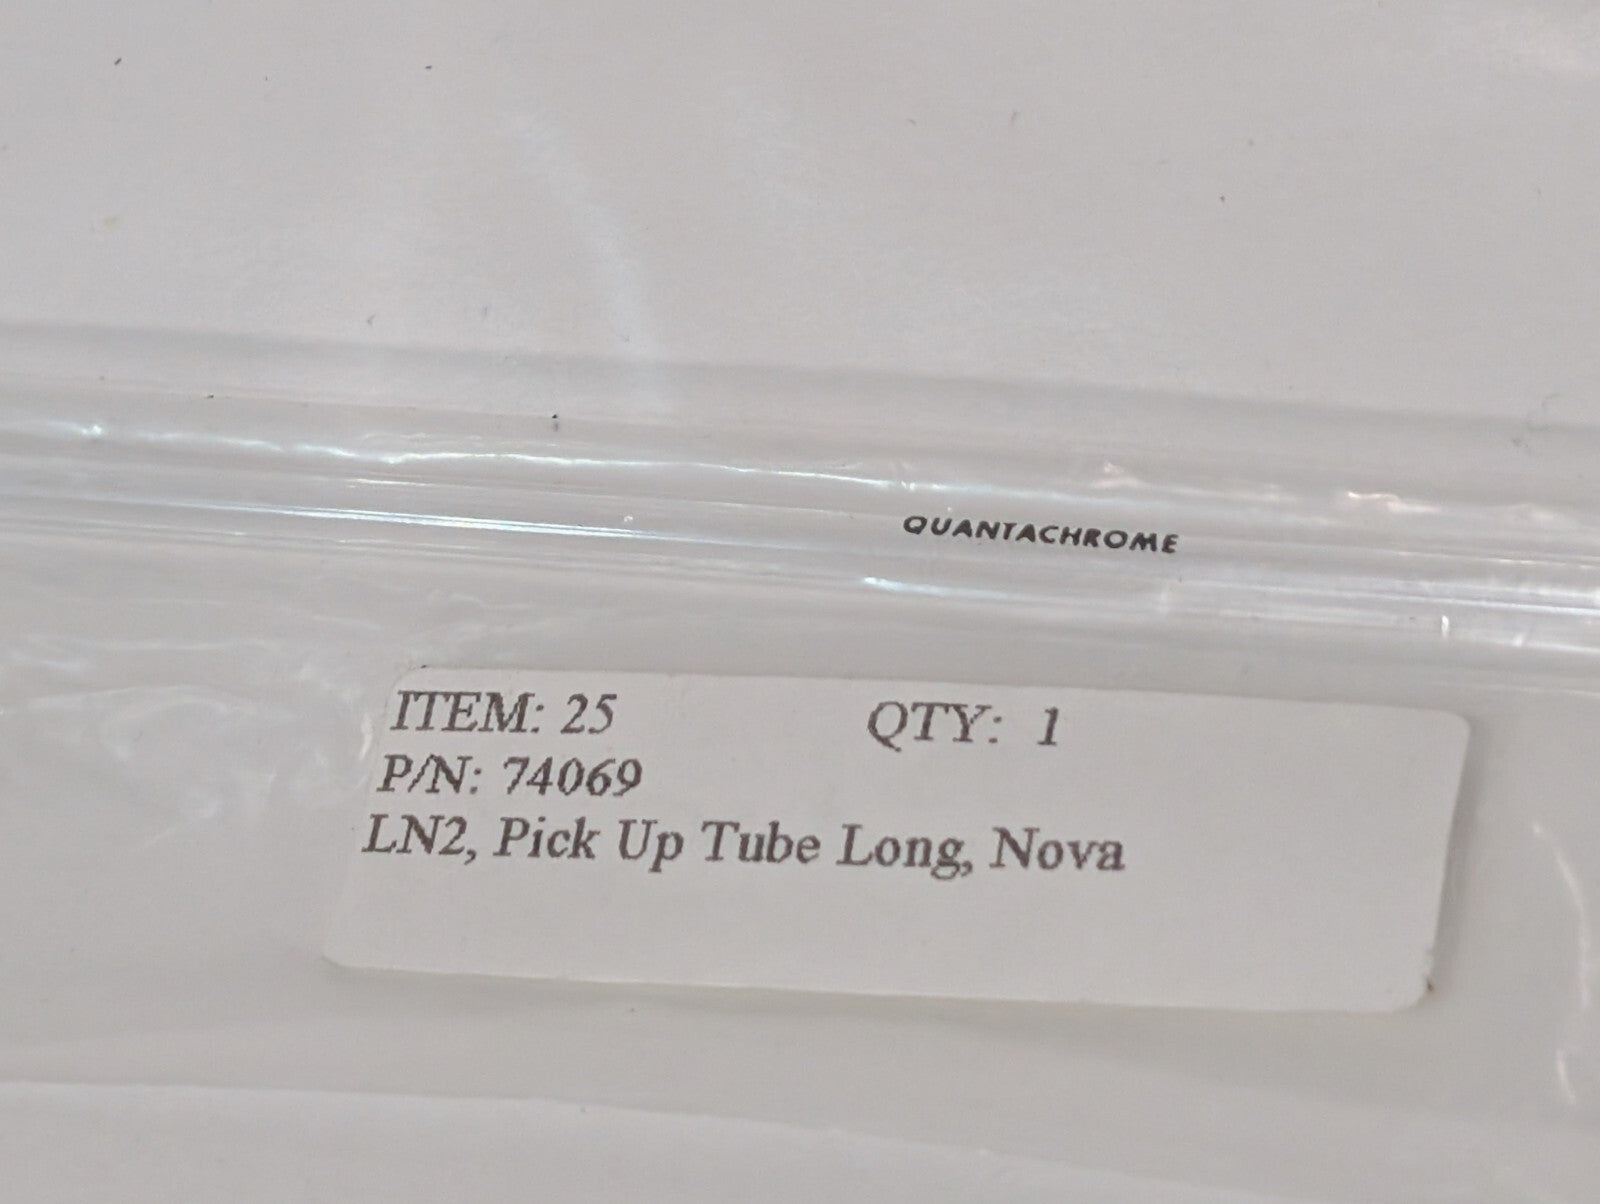 QUANTACHROME
ITEM: 25 QTY: 1
P/N: 74069
LN2, Pick Up Tube Long, Nova